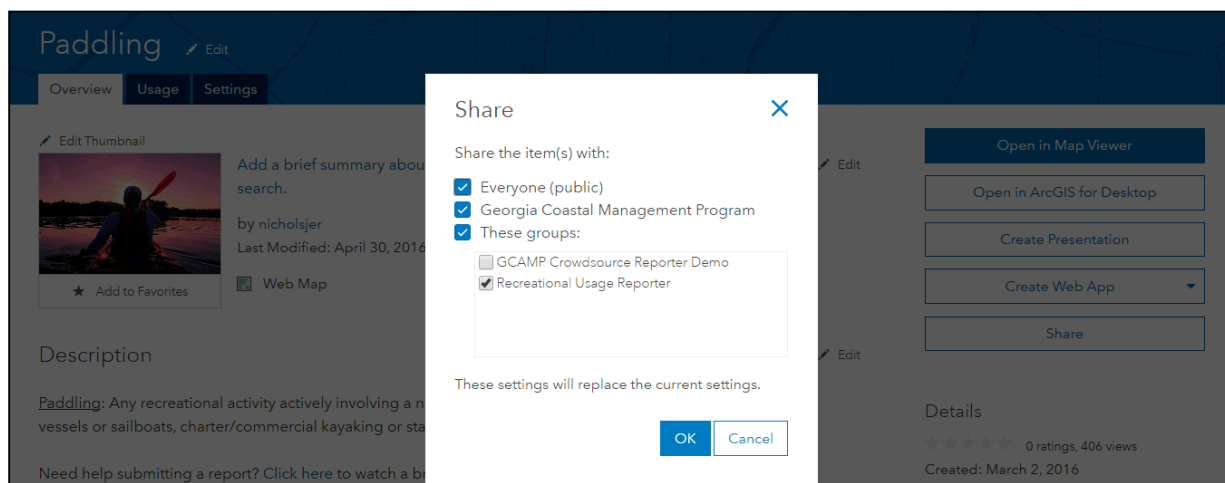 Paddling Edit
Overview Usage Settings
Edit Thumbnail
Add a brief summary abou
search.
by nicholsjer
Last Modified: April 30, 2016
Web Map
Add to Favorites
Edit
Description
Edit
Paddling: Any recreational activity actively involving a n
vessels or sailboats, charter/commercial kayaking or sta
Need help submitting a report? Click here to watch a br
Share
Share the item(s) with:
Everyone (public)
Georgia Coastal Management Program
These groups:
GCAMP Crowdsource Reporter Demo
Recreational Usage Reporter
These settings will replace the current settings.
OK Cancel
Open in Map Viewer
Open in ArcGIS for Desktop
Create Presentation
Create Web App
Share
Details
0 ratings, 406 views
Created: March 2, 2016